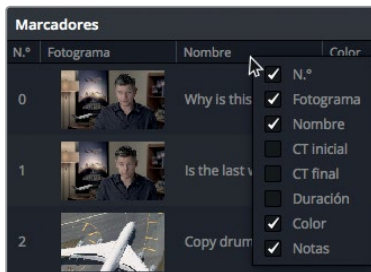 Marcadores
N.º Fotograma Nombre Color
0 Why is this
1 Is the last
2 Copy drum
N.º
Fotograma
Nombre
CT inicial
CT final
Duración
Color
Notas